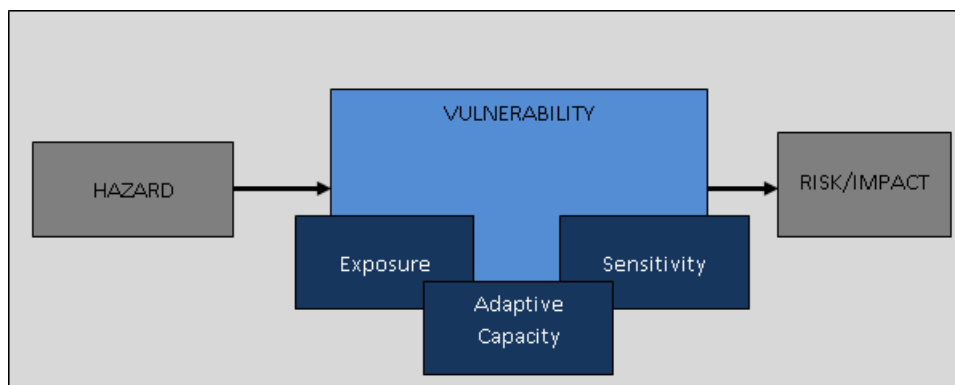 VULNERABILITY
HAZARD
RISK/IMPACT
Exposure
Sensitivity
Adaptive
Capacity